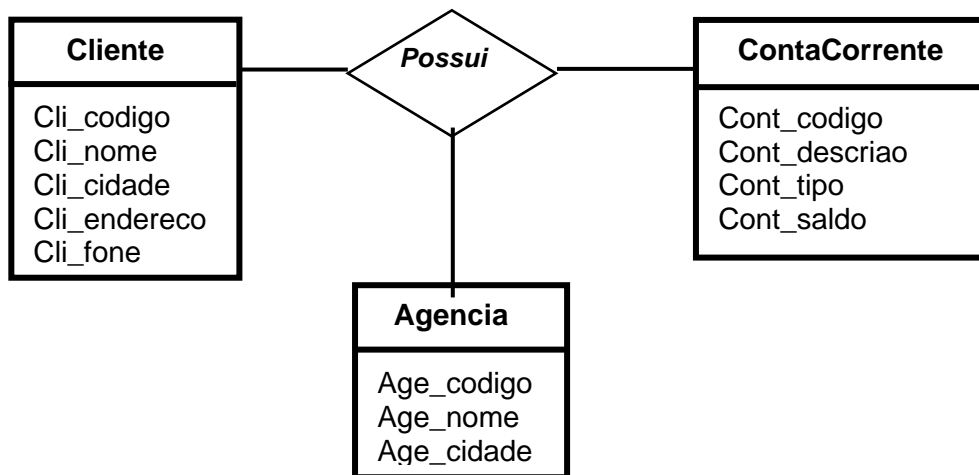 Cliente
Cli_codigo
Cli_nome
Cli_cidade
Cli_endereco
Cli_fone
Possui
ContaCorrente
Cont_codigo
Cont_descriao
Cont_tipo
Cont_saldo
Agencia
Age_codigo
Age_nome
Age_cidade